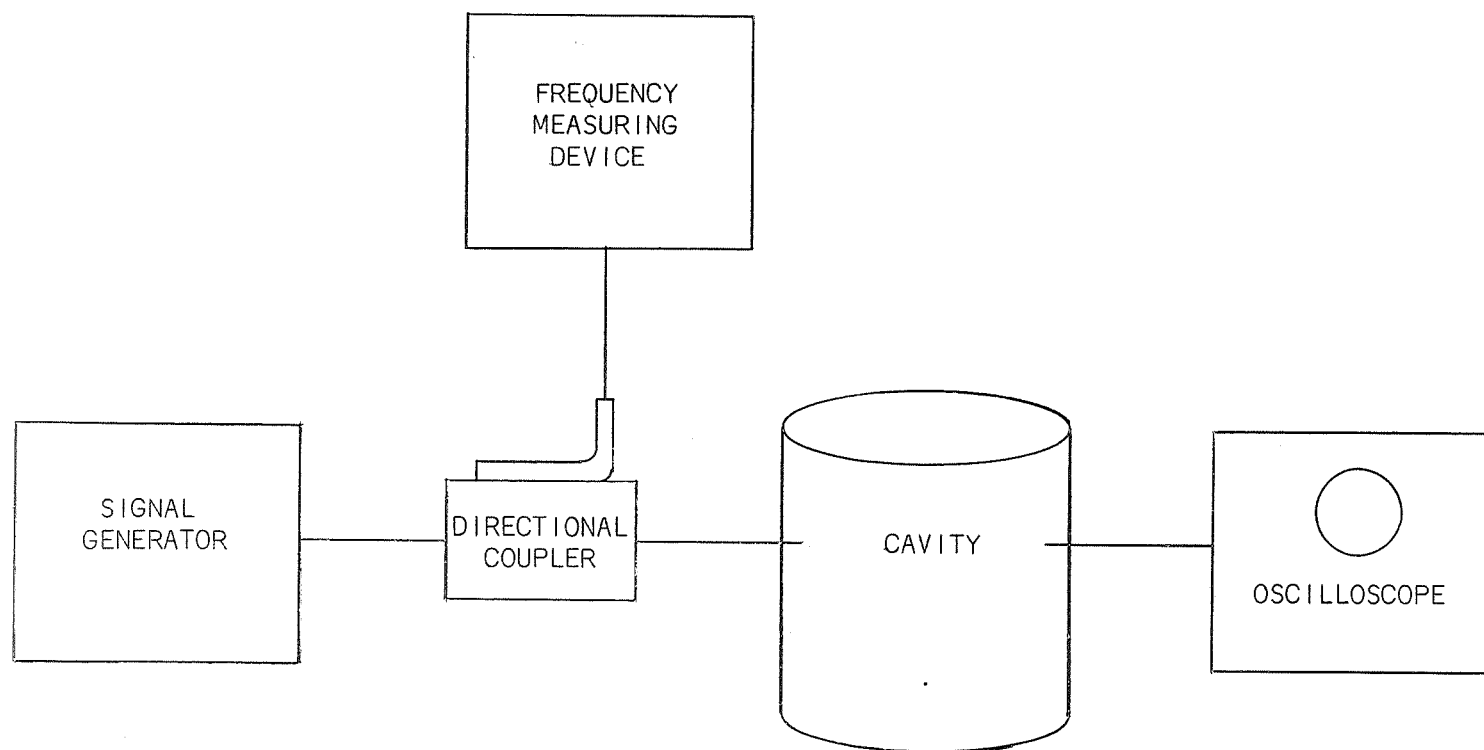 FREQUENCY
MEASURING
DEVICE
SIGNAL
GENERATOR
DIRECTIONAL
COUPLER
CAVITY
OSCILLOSCOPE